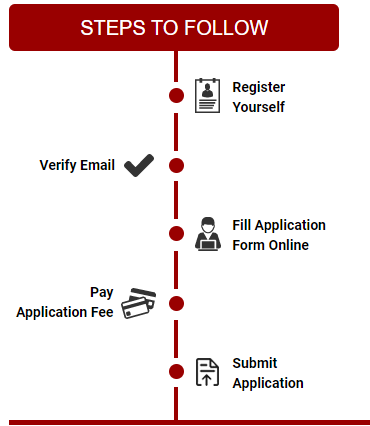 STEPS TO FOLLOW
Register
Yourself
Verify Email
Fill Application
Form Online
Pay
Application Fee
Submit
Application